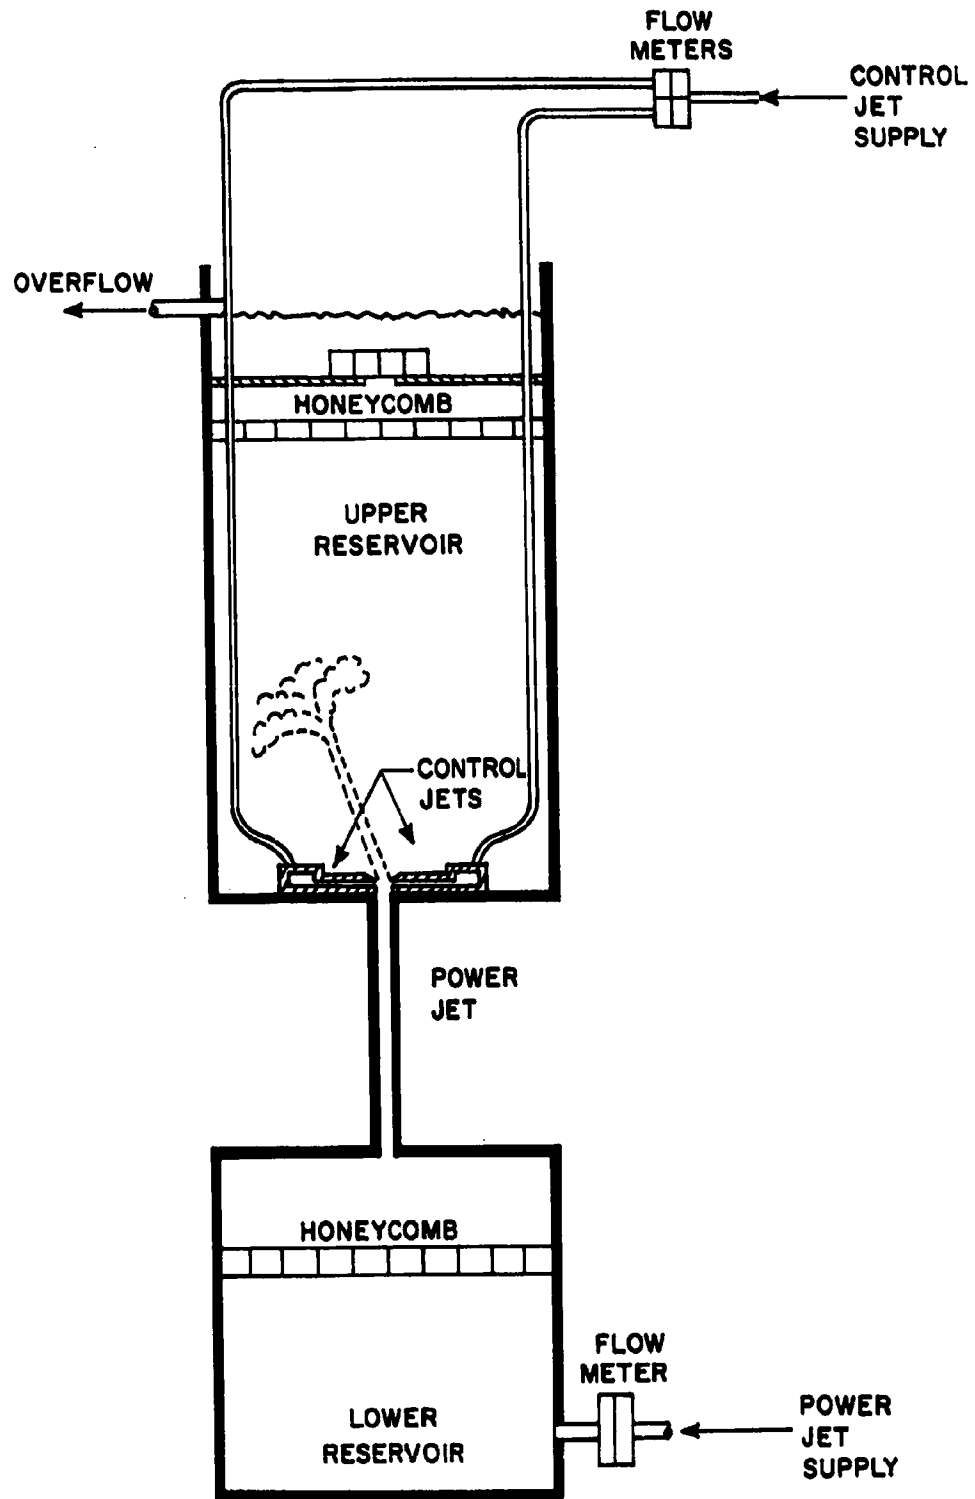 FLOW
METERS
CONTROL
JET
SUPPLY
OVERFLOW
HONEYCOMB
UPPER
RESERVOIR
CONTROL
JETS
POWER
JET
HONEYCOMB
FLOW
METER
LOWER
RESERVOIR
POWER
JET
SUPPLY